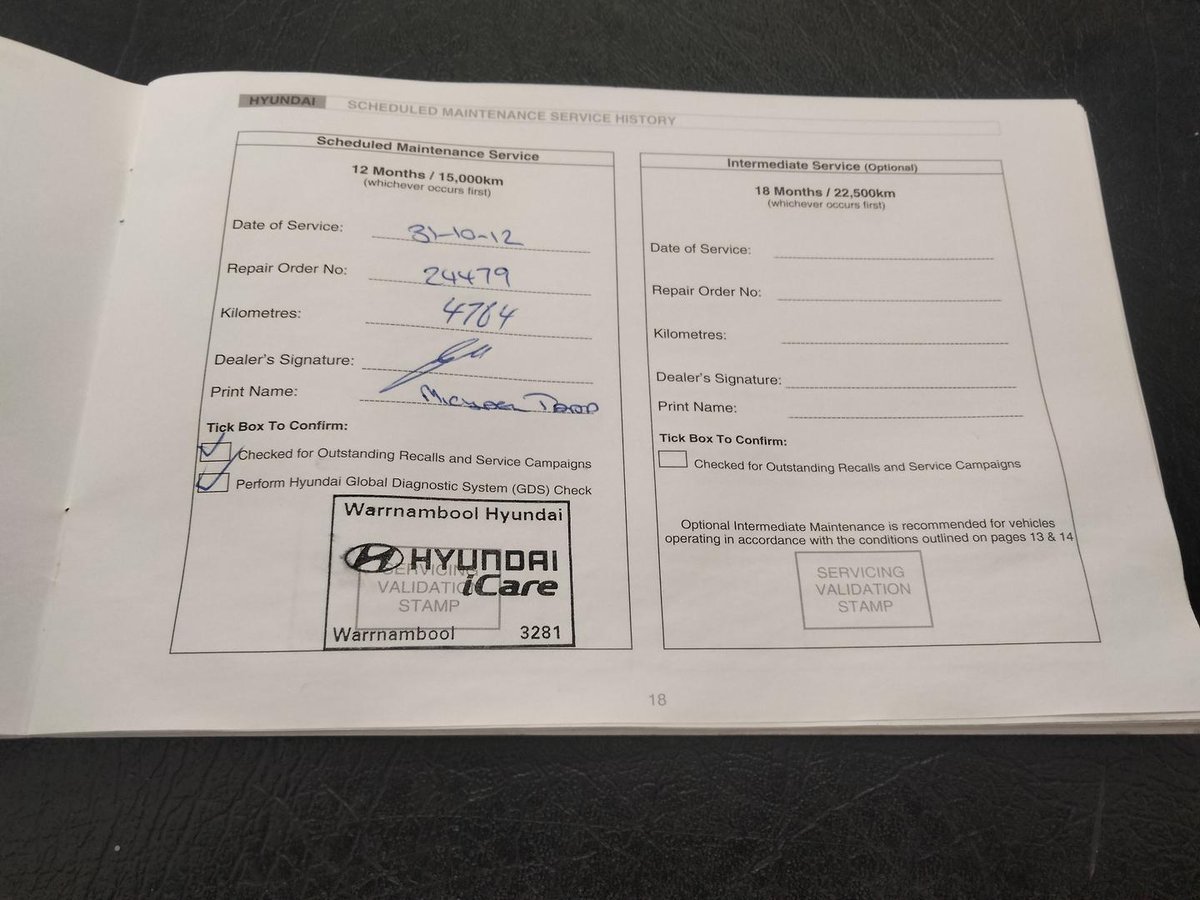 HYUNDAI SCHEDULED MAINTENANCE SERVICE HISTORY
Scheduled Maintenance Service
12 Months / 15,000km
(whichever occurs first)
Date of Service: 31-10-12
Repair Order No: 24479
Kilometres: 4764
Dealer's Signature:
Print Name: Michael Todd
Tick Box To Confirm:
Checked for Outstanding Recalls and Service Campaigns
Perform Hyundai Global Diagnostic System (GDS) Check
Warrnambool Hyundai
HYUNDAI
iCare
SERVICING
VALIDATION
STAMP
Warrnambool 3281
Intermediate Service (Optional)
18 Months / 22,500km
(whichever occurs first)
Date of Service:
Repair Order No:
Kilometres:
Dealer's Signature:
Print Name:
Tick Box To Confirm:
Checked for Outstanding Recalls and Service Campaigns
Optional Intermediate Maintenance is recommended for vehicles
operating in accordance with the conditions outlined on pages 13 & 14
SERVICING
VALIDATION
STAMP
18